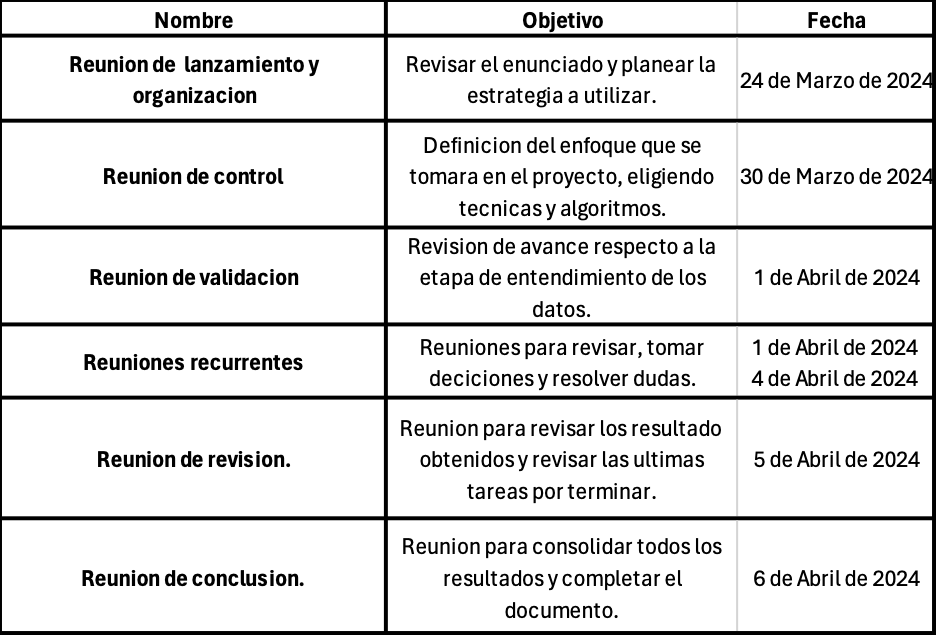 Nombre Objetivo Fecha
Reunion de lanzamiento y
organizacion
Revisar el enunciado y planear la
estrategia a utilizar.
24 de Marzo de 2024
Reunion de control
Definicion del enfoque que se
tomara en el proyecto, eligiendo
tecnicas y algoritmos.
30 de Marzo de 2024
Reunion de validacion
Revision de avance respecto a la
etapa de entendimiento de los
datos.
1 de Abril de 2024
Reuniones recurrentes
Reuniones para revisar, tomar
deciciones y resolver dudas.
1 de Abril de 2024
4 de Abril de 2024
Reunion de revision.
Reunion para revisar los resultado
obtenidos y revisar las ultimas
tareas por terminar.
5 de Abril de 2024
Reunion de conclusion.
Reunion para consolidar todos los
resultados y completar el
documento.
6 de Abril de 2024